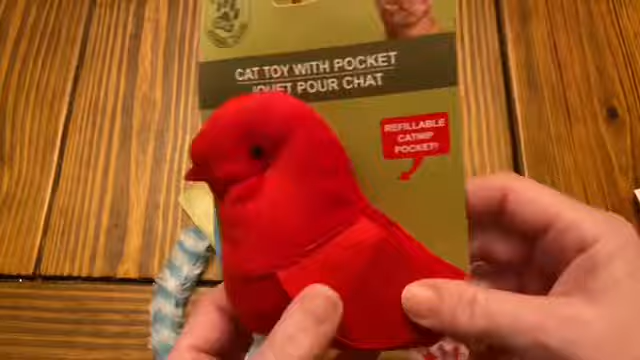 CAT TOY WITH POCKET
JOUET POUR CHAT
REFILLABLE
CATNIP
POCKET!